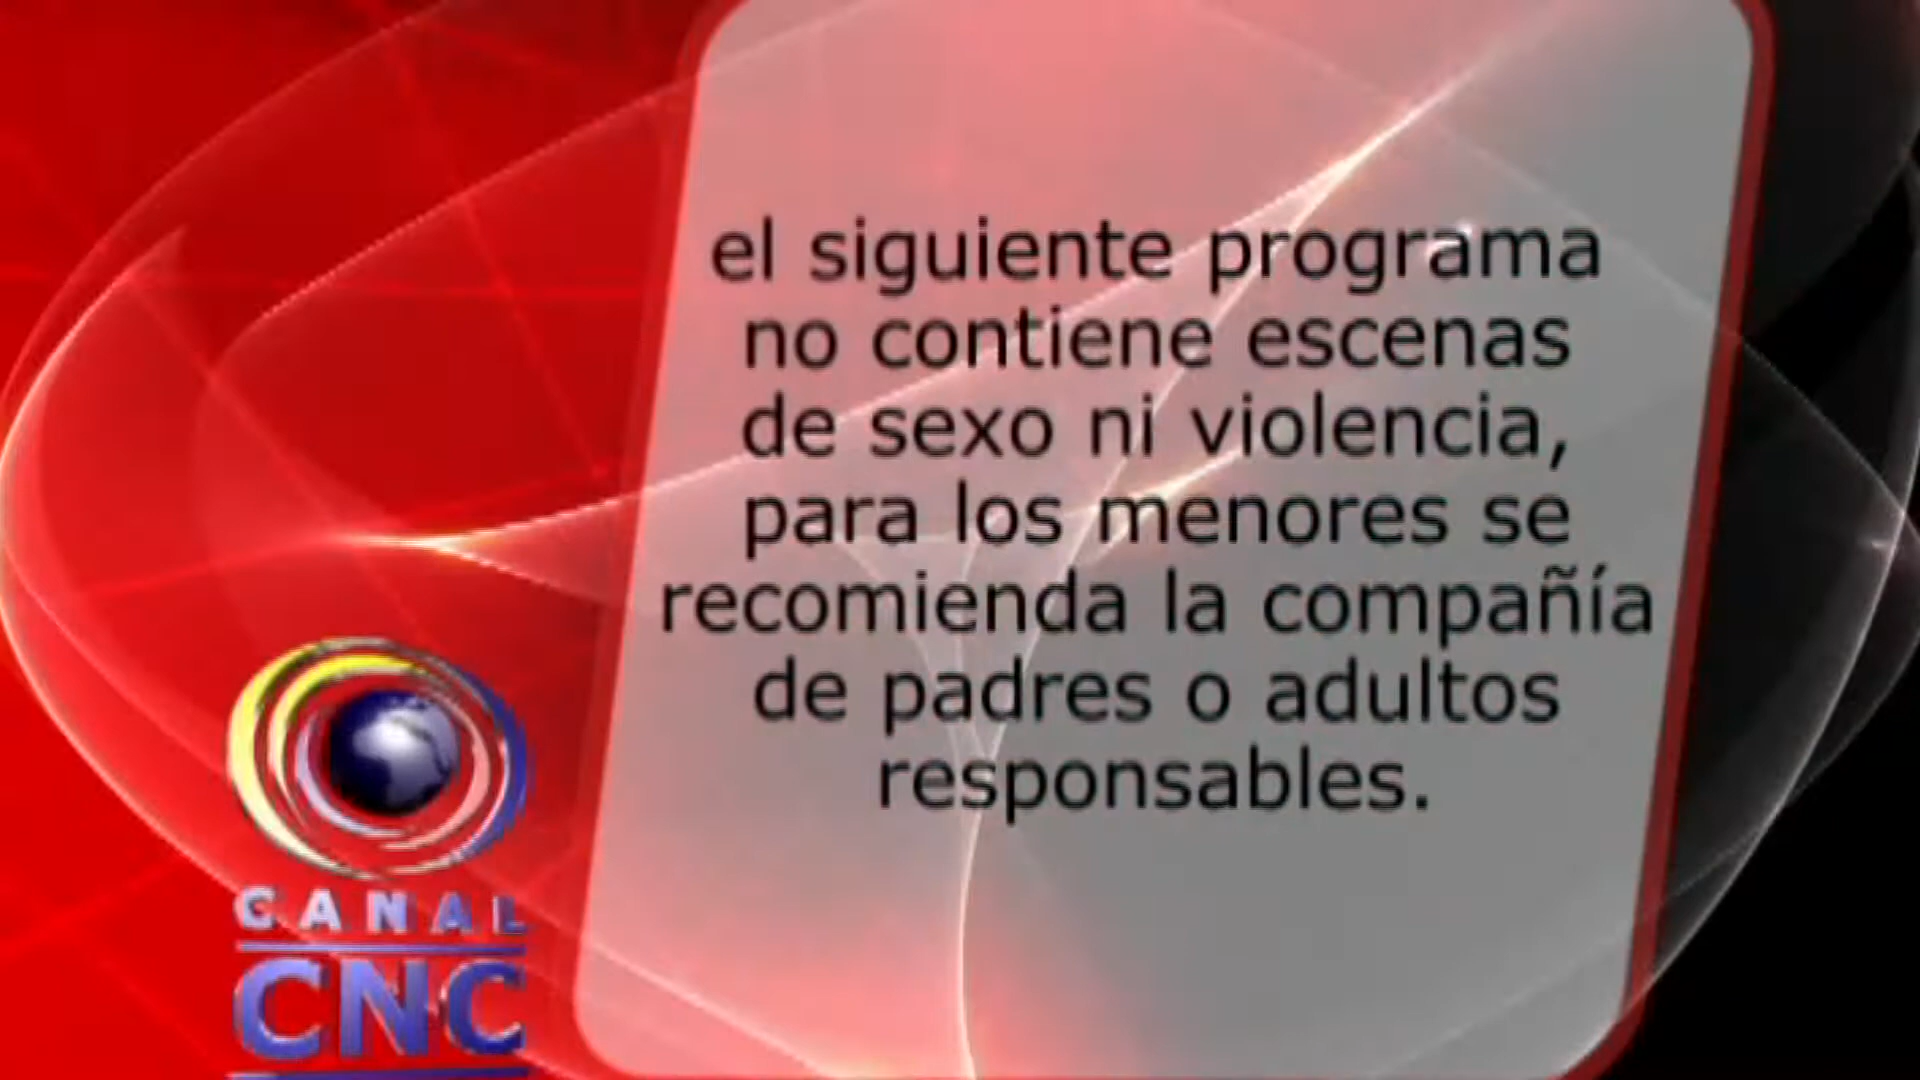 el siguiente programa
no contiene escenas
de sexo ni violencia,
para los menores se
recomienda la compañía
de padres o adultos
responsables.
CANAL
CNC